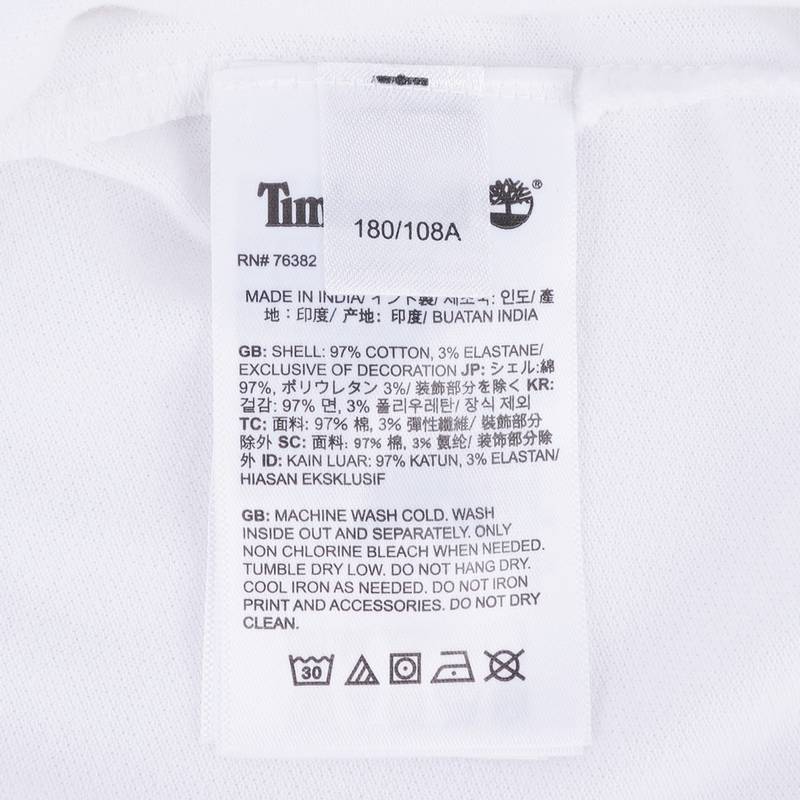 Tim
®
180/108A
RN# 76382
MADE IN INDIA/ インド製/ 제조국: 인도/ 產
地：印度/ 产地: 印度/ BUATAN INDIA
GB: SHELL: 97% COTTON, 3% ELASTANE/
EXCLUSIVE OF DECORATION JP: シェル:綿
97%, ポリウレタン 3%/ 装飾部分を除く KR:
겉감: 97% 면, 3% 폴리우레탄/ 장식 제외
TC: 面料: 97% 棉, 3% 彈性纖維/ 裝飾部分
除外 SC: 面料: 97% 棉, 3% 氨纶/ 装饰部分除
外 ID: KAIN LUAR: 97% KATUN, 3% ELASTAN/
HIASAN EKSKLUSIF
GB: MACHINE WASH COLD. WASH
INSIDE OUT AND SEPARATELY. ONLY
NON CHLORINE BLEACH WHEN NEEDED.
TUMBLE DRY LOW. DO NOT HANG DRY.
COOL IRON AS NEEDED. DO NOT IRON
PRINT AND ACCESSORIES. DO NOT DRY
CLEAN.
30